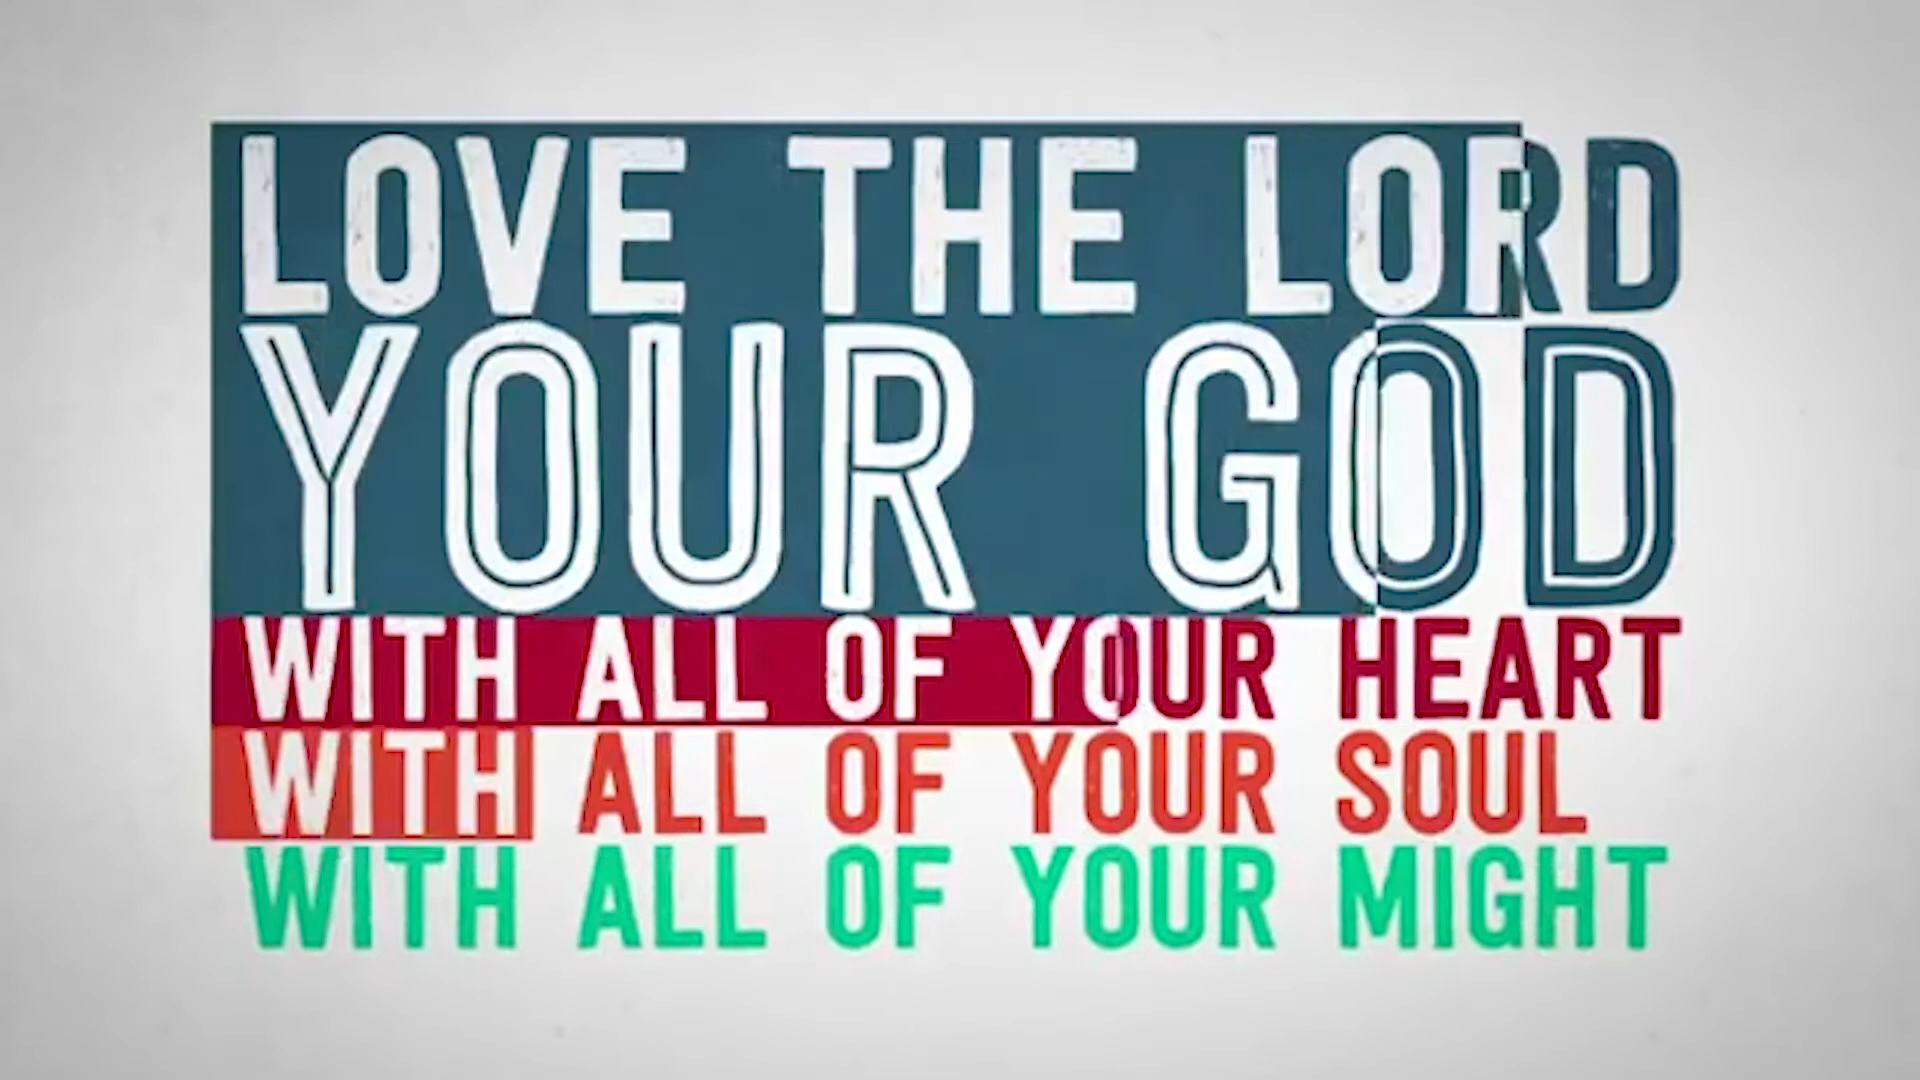 LOVE THE LORD
YOUR GOD
WITH ALL OF YOUR HEART
WITH ALL OF YOUR SOUL
WITH ALL OF YOUR MIGHT